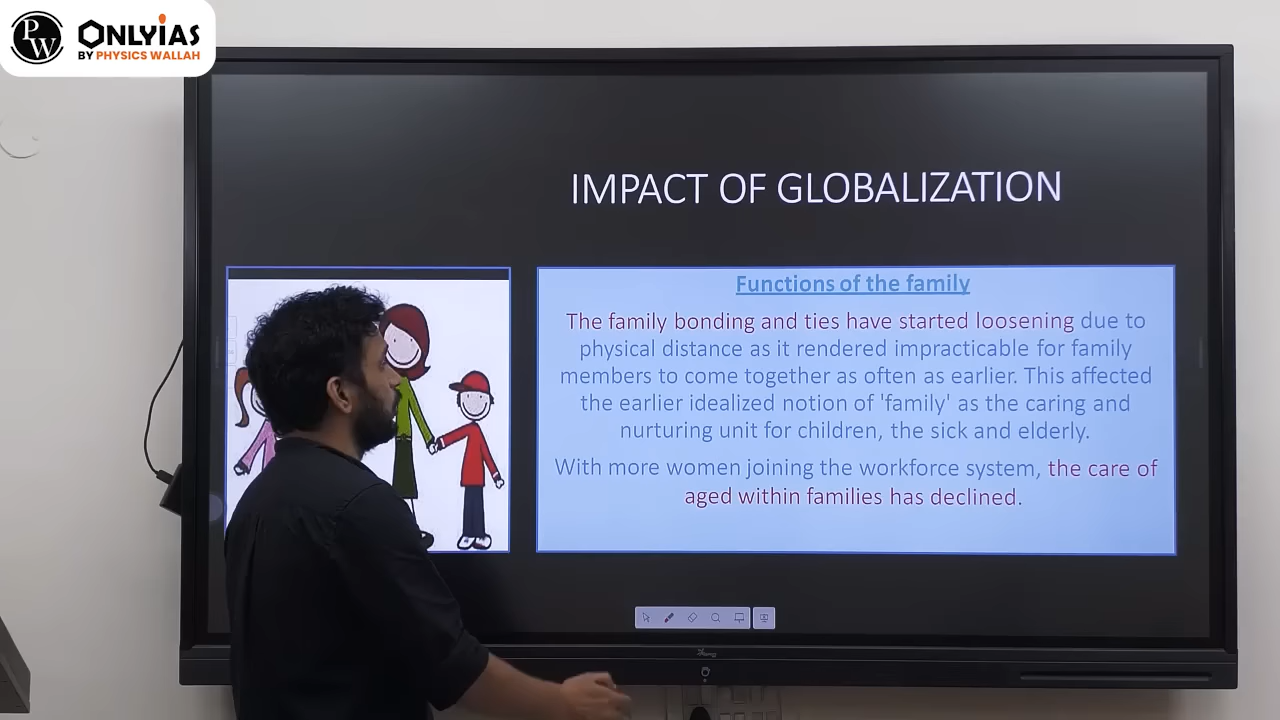 PW
ONLYIAS
BY PHYSICS WALLAH
IMPACT OF GLOBALIZATION
Functions of the family
The family bonding and ties have started loosening due to
physical distance as it rendered impracticable for family
members to come together as often as earlier. This affected
the earlier idealized notion of 'family' as the caring and
nurturing unit for children, the sick and elderly.
With more women joining the workforce system, the care of
aged within families has declined.